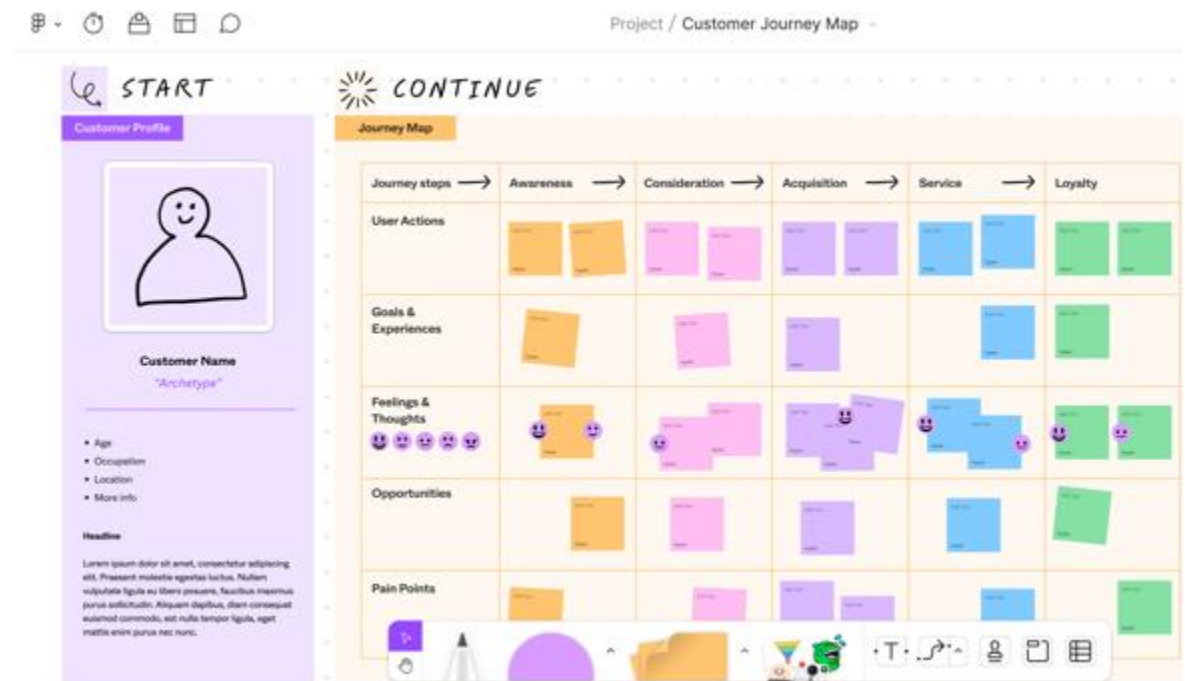 Project / Customer Journey Map
START
CONTINUE
Customer Profile
Journey Map
Journey steps
Awareness
Consideration
Acquisition
Service
Loyalty
User Actions
Goals &
Experiences
Customer Name
"Archetype"
Feelings &
Thoughts
• Age
• Occupation
• Location
• More info
Opportunities
Headline
Lorem ipsum dolor sit amet, consectetur adipiscing
elit. Praesent molestie egestas luctus. Nullam
vulputate ligula eu libero posuere, faucibus maximus
purus sollicitudin. Aliquam dapibus, diam consequat
euismod commodo, est nulla tempor ligula, eget
mattis enim purus nec nunc.
Pain Points
T